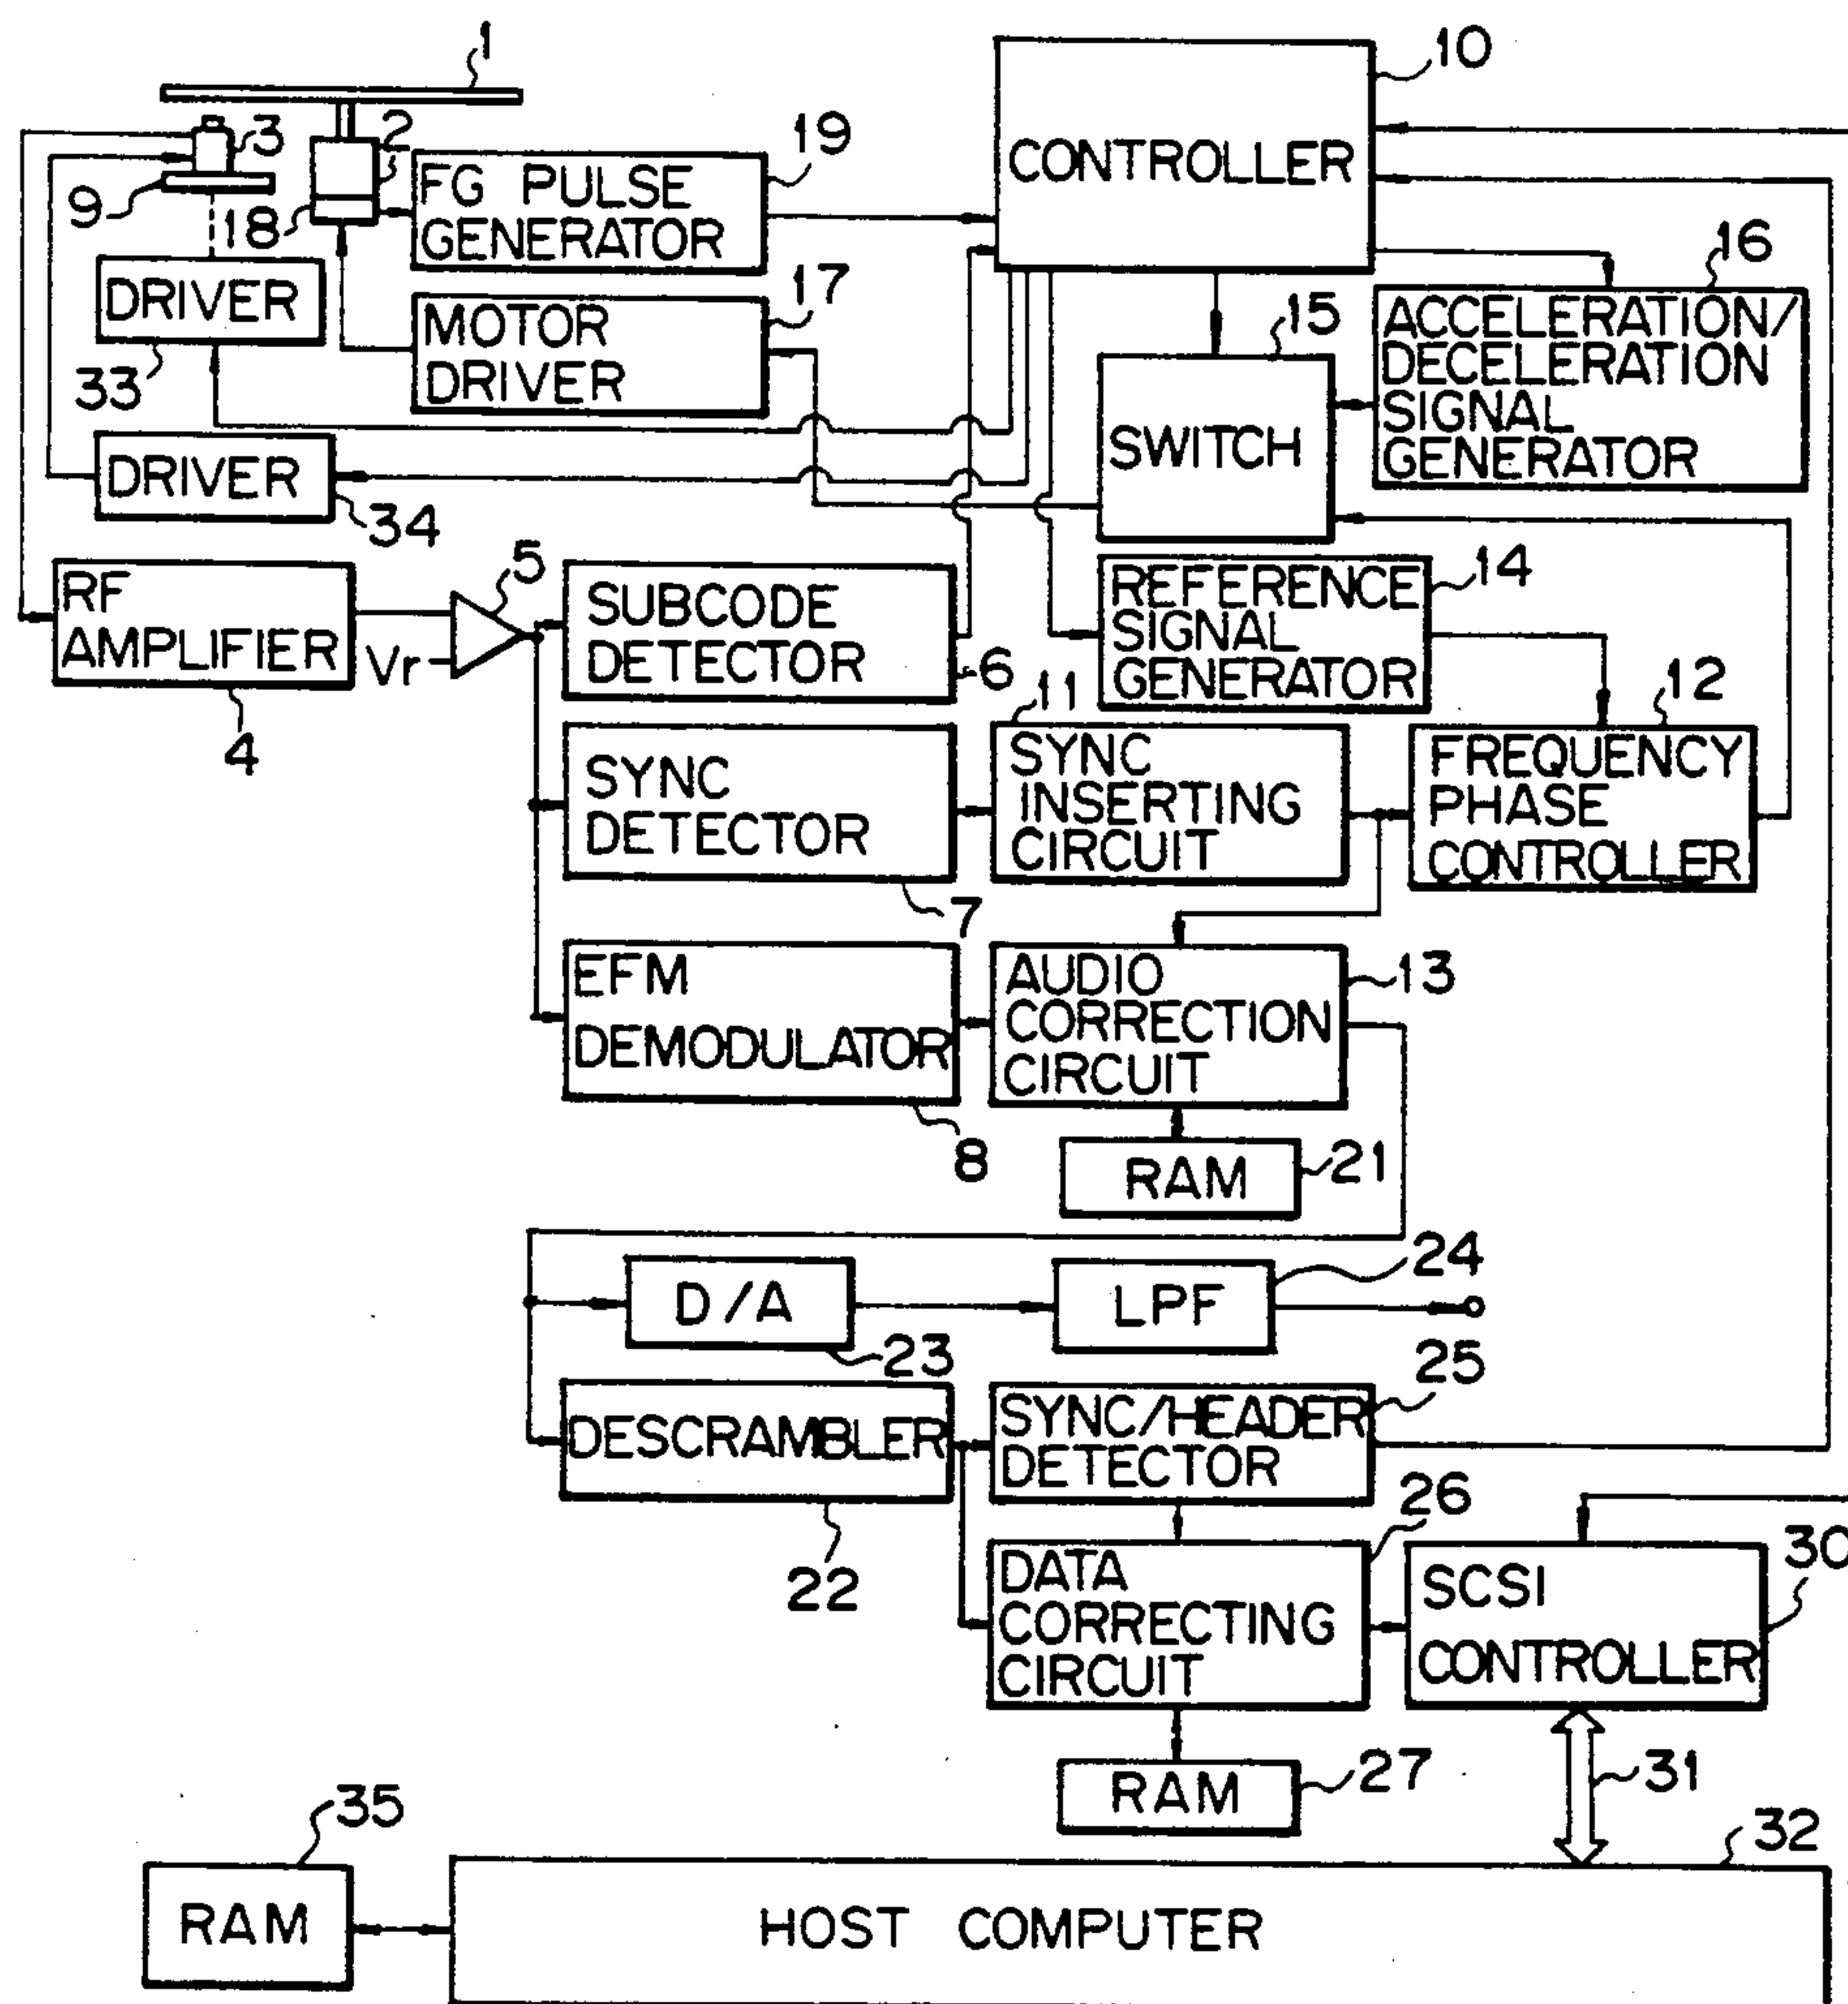 1
10
2
3
19
CONTROLLER
FG PULSE
GENERATOR
9
18
16
17
DRIVER
MOTOR
DRIVER
15
ACCELERATION/
DECELERATION
SIGNAL
GENERATOR
33
SWITCH
DRIVER
34
5
RF
AMPLIFIER
Vr
SUBCODE
DETECTOR
14
REFERENCE
SIGNAL
GENERATOR
6
4
11
12
SYNC
DETECTOR
SYNC
INSERTING
CIRCUIT
FREQUENCY
PHASE
CONTROLLER
7
EFM
DEMODULATOR
AUDIO
CORRECTION
CIRCUIT
13
8
RAM
21
24
D/A
LPF
23
25
DESCRAMBLER
SYNC/HEADER
DETECTOR
22
26
30
DATA
CORRECTING
CIRCUIT
SCSI
CONTROLLER
RAM
27
31
35
32
RAM
HOST COMPUTER